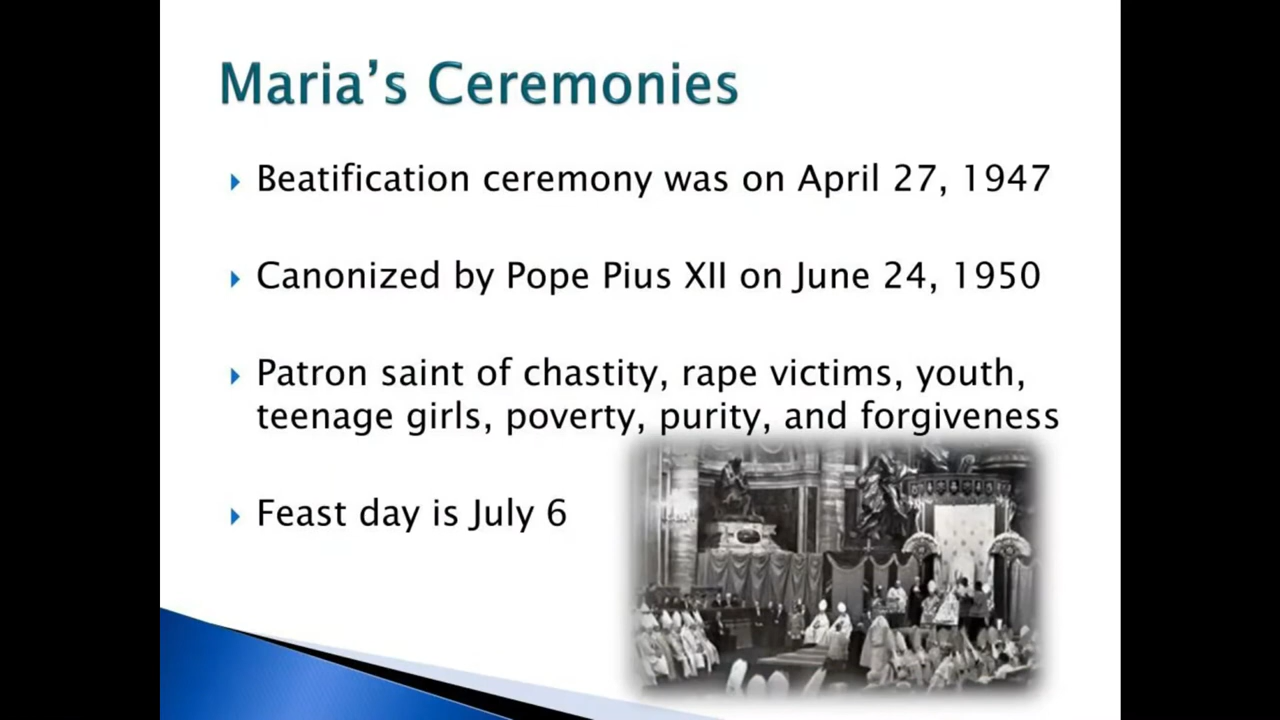 Maria’s Ceremonies
Beatification ceremony was on April 27, 1947
Canonized by Pope Pius XII on June 24, 1950
Patron saint of chastity, rape victims, youth,
teenage girls, poverty, purity, and forgiveness
Feast day is July 6